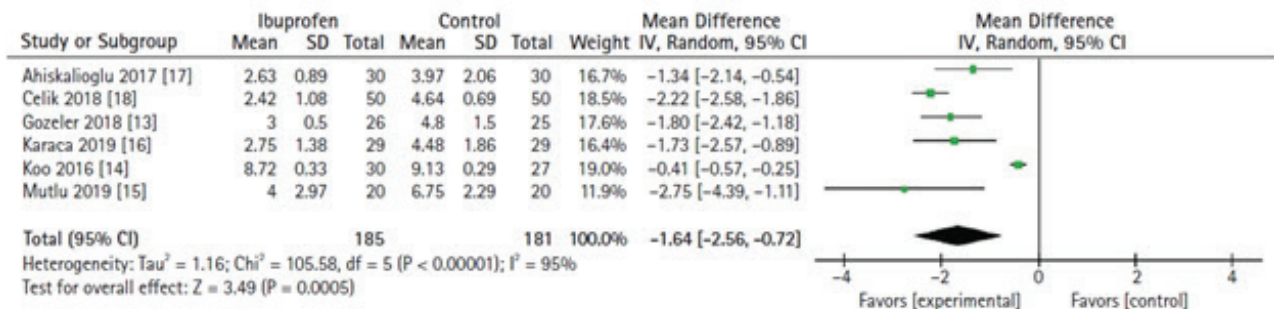 Ibuprofen Control Mean Difference Mean Difference
Study or Subgroup Mean SD Total Mean SD Total Weight IV, Random, 95% CI IV, Random, 95% CI
Ahiskalioglu 2017 [17] 2.63 0.89 30 3.97 2.06 30 16.7% −1.34 [−2.14, −0.54]
Celik 2018 [18] 2.42 1.08 50 4.64 0.69 50 18.5% −2.22 [−2.58, −1.86]
Gozeler 2018 [13] 3 0.5 26 4.8 1.5 25 17.6% −1.80 [−2.42, −1.18]
Karaca 2019 [16] 2.75 1.38 29 4.48 1.86 29 16.4% −1.73 [−2.57, −0.89]
Koo 2016 [14] 8.72 0.33 30 9.13 0.29 27 19.0% −0.41 [−0.57, −0.25]
Mutlu 2019 [15] 4 2.97 20 6.75 2.29 20 11.9% −2.75 [−4.39, −1.11]
Total (95% CI) 185 181 100.0% −1.64 [−2.56, −0.72]
Heterogeneity: Tau² = 1.16; Chi² = 105.58, df = 5 (P < 0.00001); I² = 95%
Test for overall effect: Z = 3.49 (P = 0.0005)
−4 −2 0 2 4
Favors [experimental] Favors [control]